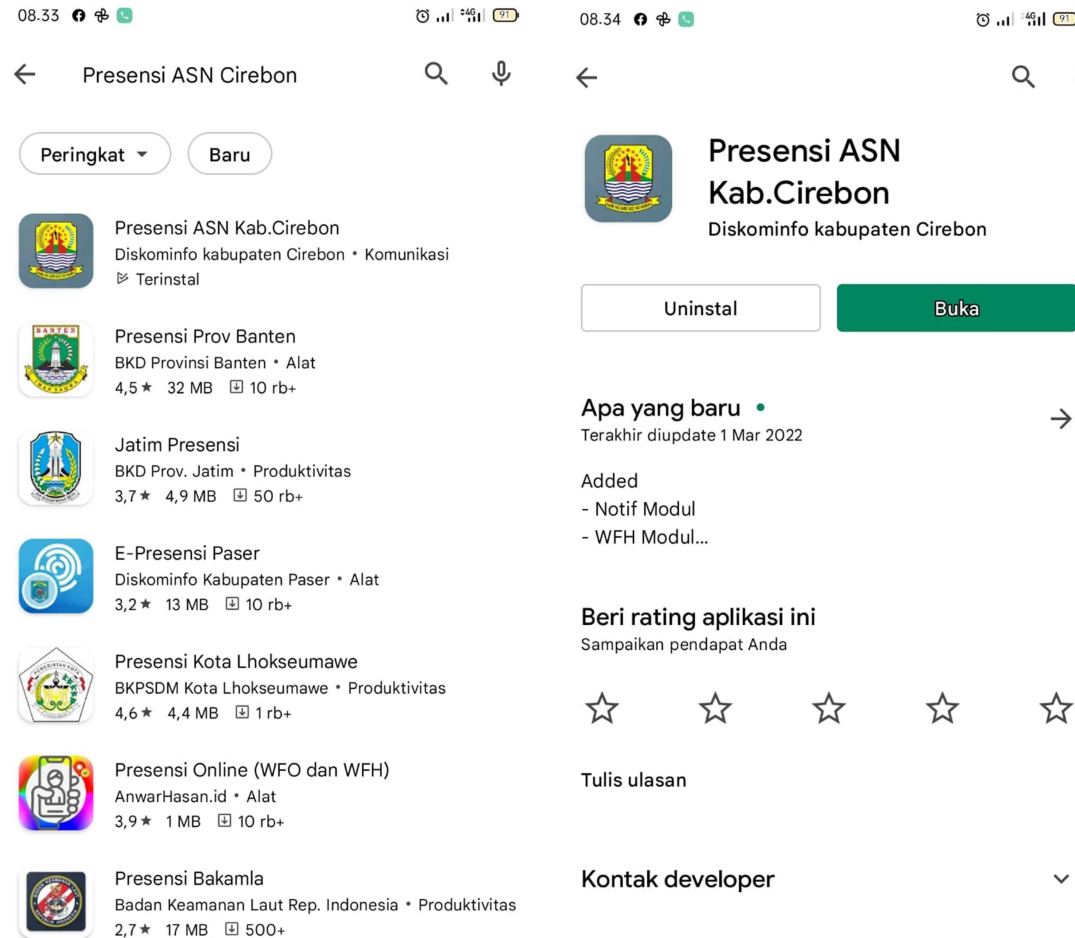 08.33
4G
91
Presensi ASN Cirebon
Peringkat
Baru
Presensi ASN Kab.Cirebon
Diskominfo kabupaten Cirebon • Komunikasi
Terinstal
BANTEN
Presensi Prov Banten
BKD Provinsi Banten • Alat
4,5★ 32 MB 10 rb+
Jatim Presensi
BKD Prov. Jatim • Produktivitas
3,7★ 4,9 MB 50 rb+
E-Presensi Paser
Diskominfo Kabupaten Paser • Alat
3,2★ 13 MB 10 rb+
Presensi Kota Lhokseumawe
BKPSDM Kota Lhokseumawe • Produktivitas
4,6★ 4,4 MB 1 rb+
Presensi Online (WFO dan WFH)
AnwarHasan.id • Alat
3,9★ 1 MB 10 rb+
Presensi Bakamla
Badan Keamanan Laut Rep. Indonesia • Produktivitas
2,7★ 17 MB 500+
08.34
4G
91
Presensi ASN
Kab.Cirebon
Diskominfo kabupaten Cirebon
Uninstal
Buka
Apa yang baru •
Terakhir diupdate 1 Mar 2022
Added
- Notif Modul
- WFH Modul...
Beri rating aplikasi ini
Sampaikan pendapat Anda
Tulis ulasan
Kontak developer